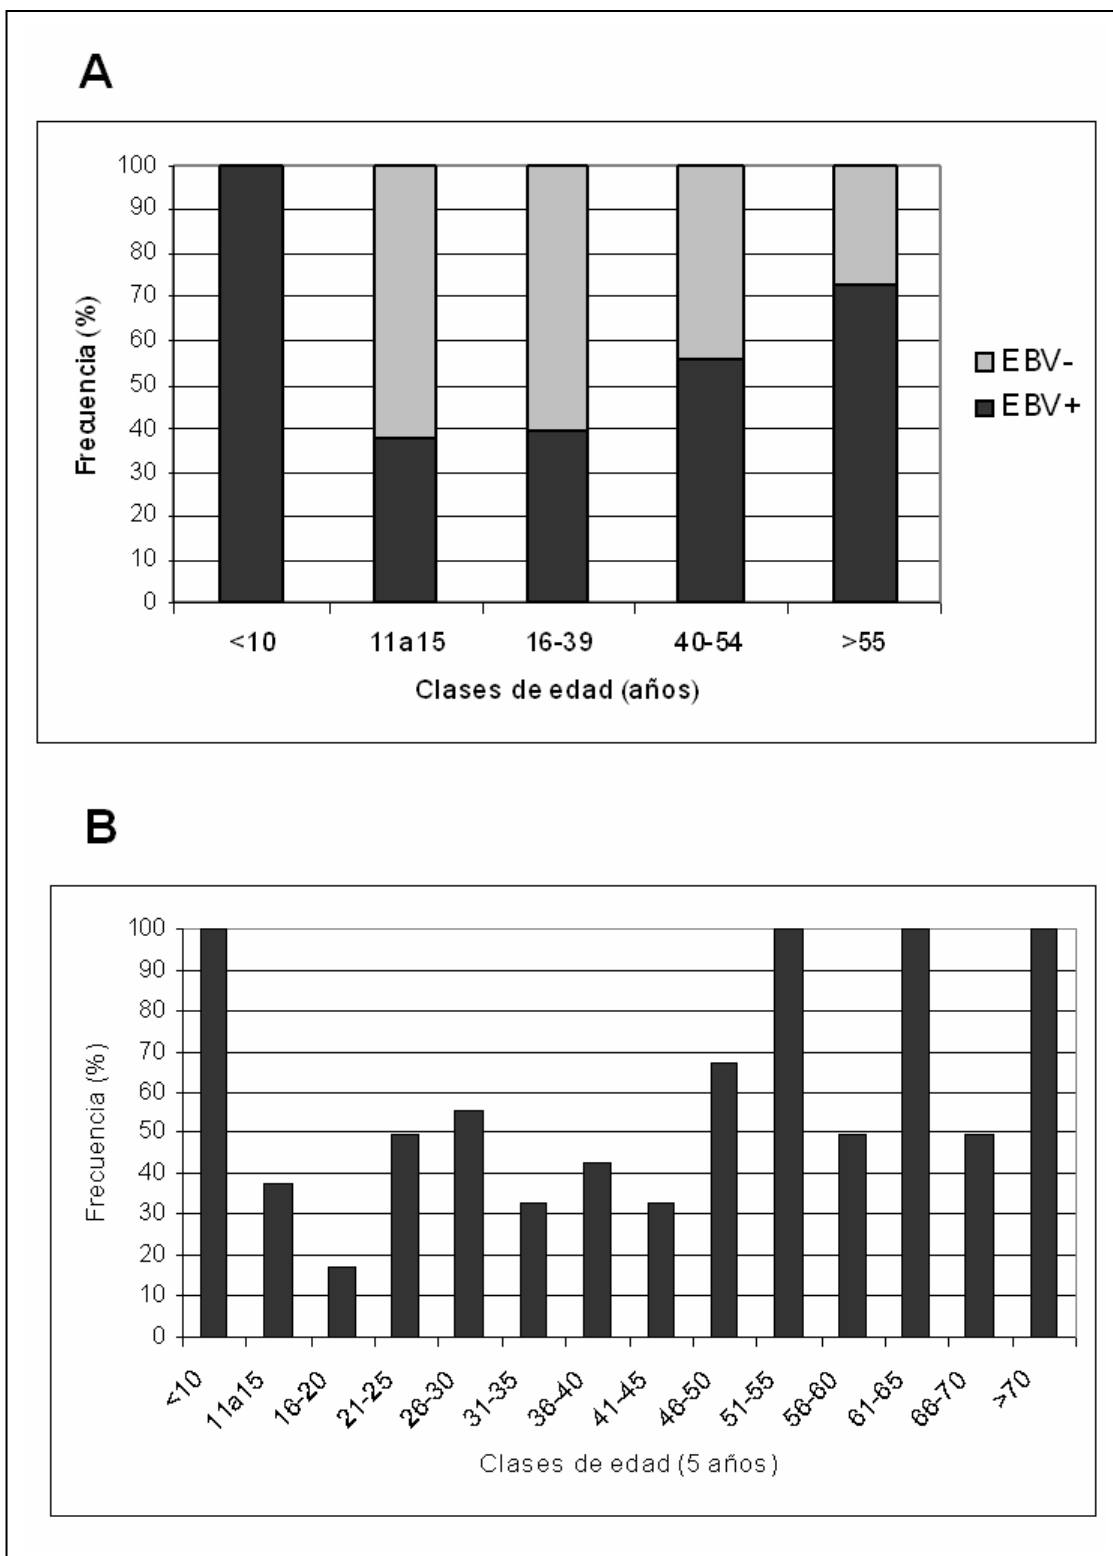 A
100
90
80
70
60
50
40
30
20
10
0
Frecuencia (%)
<10 11a15 16-39 40-54 >55
Clases de edad (años)
EBV-
EBV+
B
100
90
80
70
60
50
40
30
20
10
0
Frecuencia (%)
<10 11a15 16-20 21-25 26-30 31-35 36-40 41-45 46-50 51-55 56-60 61-65 66-70 >70
Clases de edad (5 años)